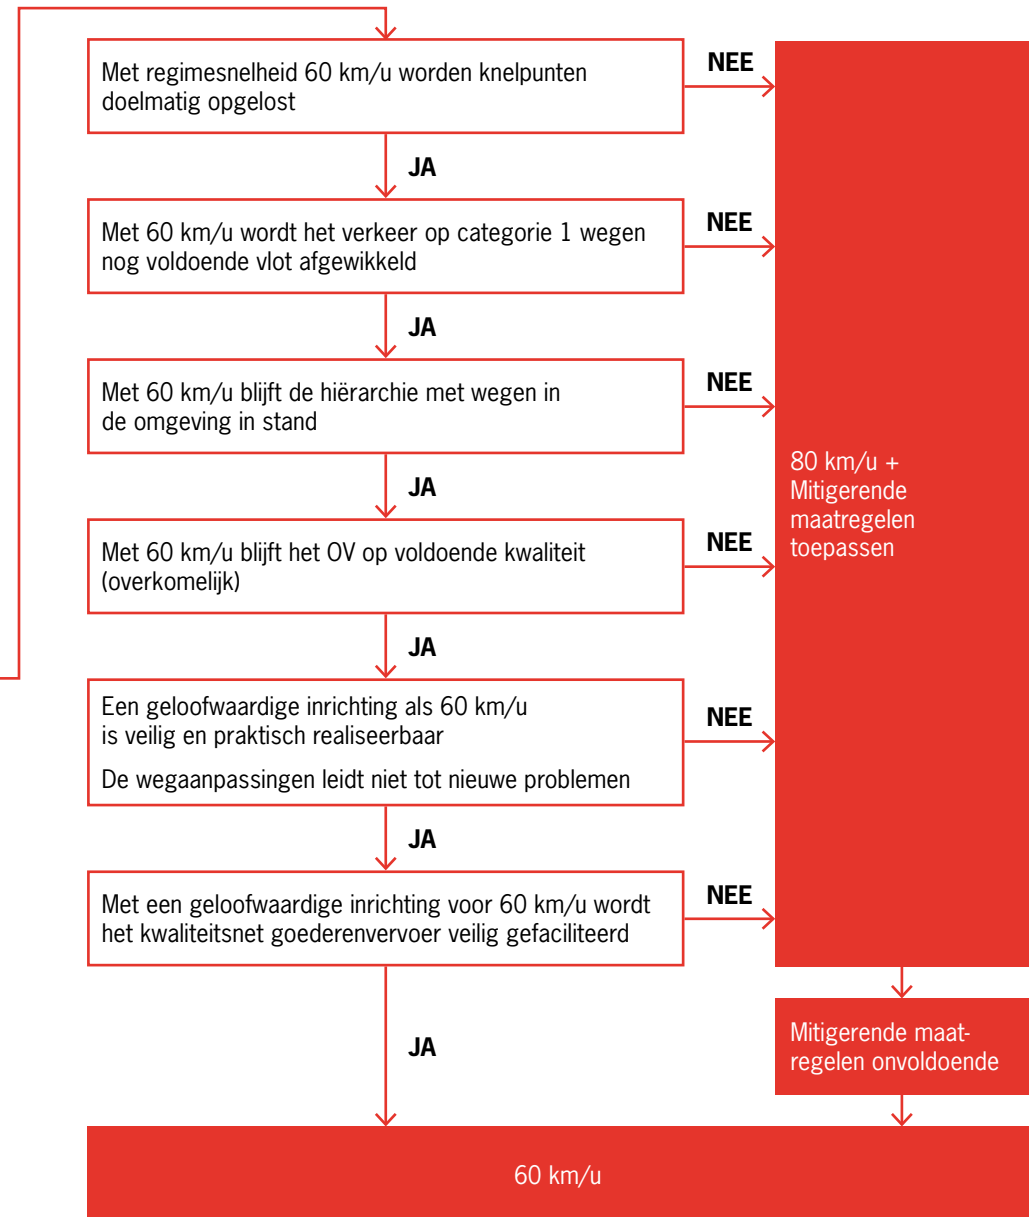 Met regimesnelheid 60 km/u worden knelpunten
doelmatig opgelost
NEE
JA
Met 60 km/u wordt het verkeer op categorie 1 wegen
nog voldoende vlot afgewikkeld
NEE
JA
Met 60 km/u blijft de hiërarchie met wegen in
de omgeving in stand
NEE
JA
Met 60 km/u blijft het OV op voldoende kwaliteit
(overkomelijk)
NEE
JA
Een geloofwaardige inrichting als 60 km/u
is veilig en praktisch realiseerbaar
De wegaanpassingen leidt niet tot nieuwe problemen
NEE
JA
Met een geloofwaardige inrichting voor 60 km/u wordt
het kwaliteitsnet goederenvervoer veilig gefaciliteerd
NEE
JA
80 km/u +
Mitigerende
maatregelen
toepassen
Mitigerende maat-
regelen onvoldoende
60 km/u